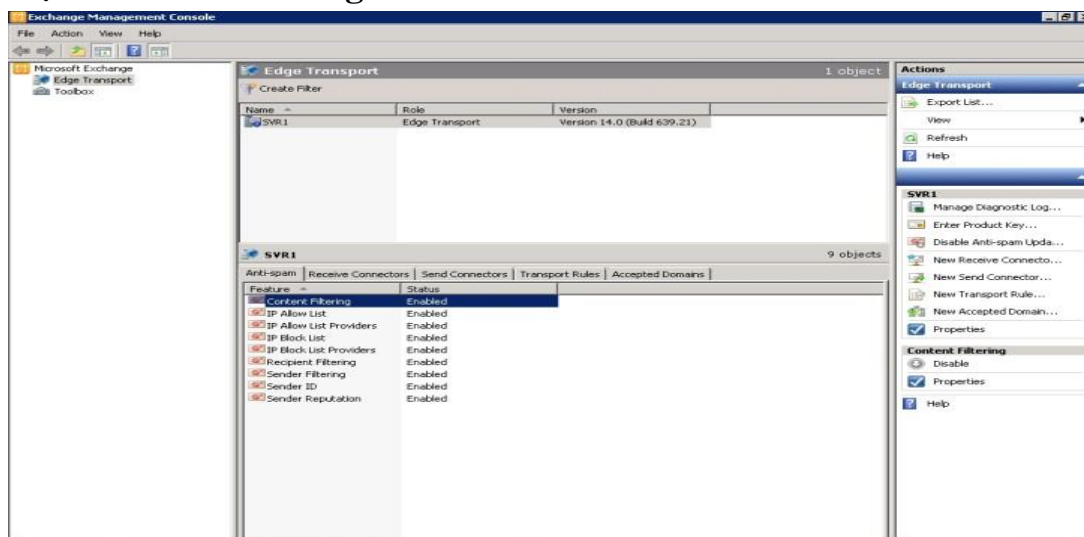 Exchange Management Console
File Action View Help
Microsoft Exchange
Edge Transport
Toolbox
Edge Transport 1 object
Create Filter
Name Role Version
SVR1 Edge Transport Version 14.0 (Build 639.21)
SVR1 9 objects
Anti-spam Receive Connectors Send Connectors Transport Rules Accepted Domains
Feature Status
Content Filtering Enabled
IP Allow List Enabled
IP Allow List Providers Enabled
IP Block List Enabled
IP Block List Providers Enabled
Recipient Filtering Enabled
Sender Filtering Enabled
Sender ID Enabled
Sender Reputation Enabled
Actions
Edge Transport
Export List...
View
Refresh
Help
SVR1
Manage Diagnostic Log...
Enter Product Key...
Disable Anti-spam Upda...
New Receive Connecto...
New Send Connector...
New Transport Rule...
New Accepted Domain...
Properties
Content Filtering
Disable
Properties
Help